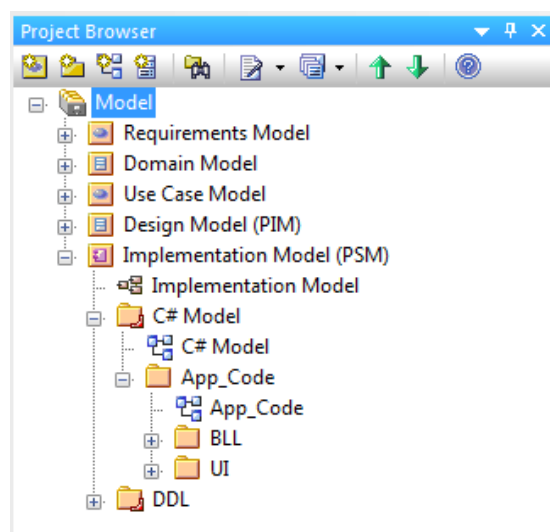 Project Browser
Model
Requirements Model
Domain Model
Use Case Model
Design Model (PIM)
Implementation Model (PSM)
Implementation Model
C# Model
C# Model
App_Code
App_Code
BLL
UI
DDL